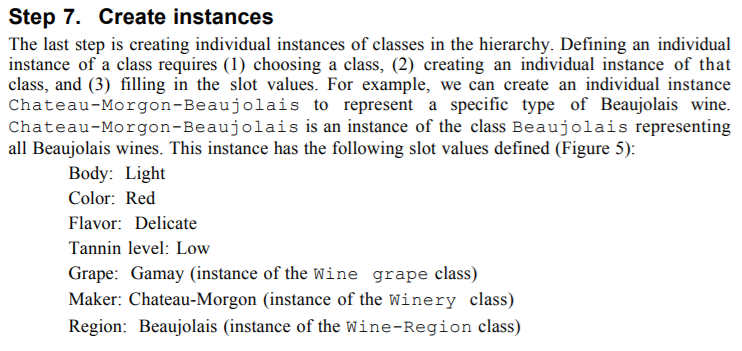 Step 7. Create instances
The last step is creating individual instances of classes in the hierarchy. Defining an individual
instance of a class requires (1) choosing a class, (2) creating an individual instance of that
class, and (3) filling in the slot values. For example, we can create an individual instance
Chateau-Morgon-Beaujolais to represent a specific type of Beaujolais wine.
Chateau-Morgon-Beaujolais is an instance of the class Beaujolais representing
all Beaujolais wines. This instance has the following slot values defined (Figure 5):
Body: Light
Color: Red
Flavor: Delicate
Tannin level: Low
Grape: Gamay (instance of the Wine grape class)
Maker: Chateau-Morgon (instance of the Winery class)
Region: Beaujolais (instance of the Wine-Region class)